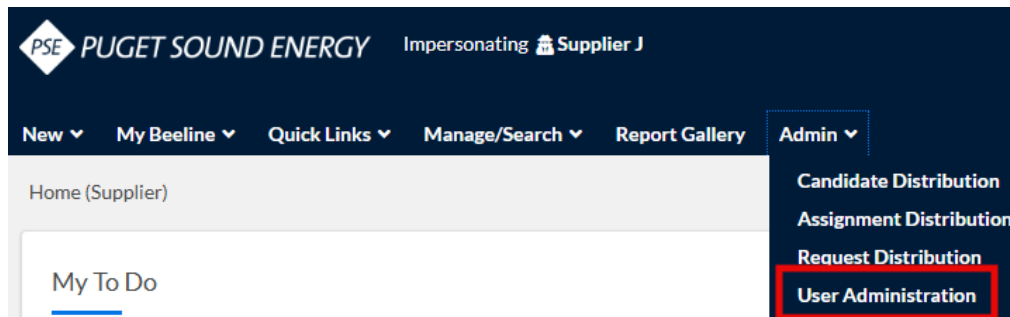 PSE PUGET SOUND ENERGY Impersonating Supplier J
New My Beeline Quick Links Manage/Search Report Gallery Admin
Candidate Distribution
Home (Supplier)
Assignment Distribution
Request Distribution
My To Do
User Administration